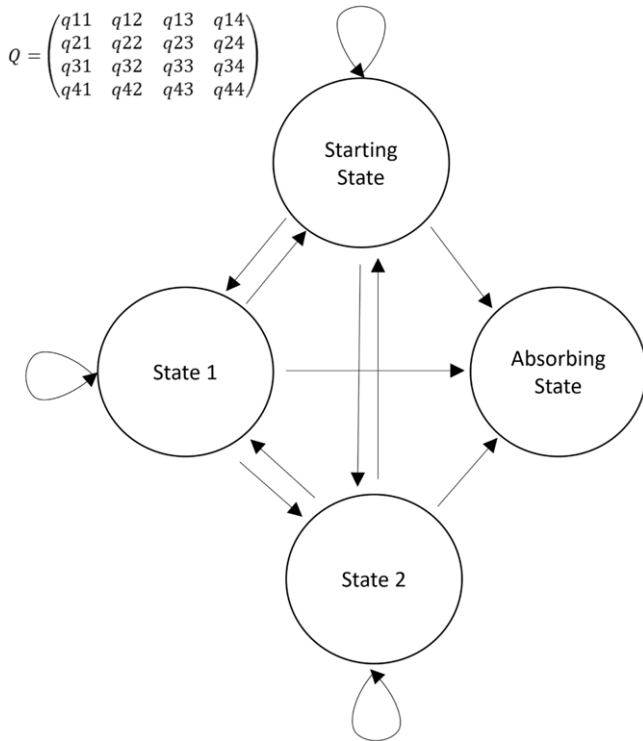 Q = (q11 q12 q13 q14
q21 q22 q23 q24
q31 q32 q33 q34
q41 q42 q43 q44)
Starting
State
State 1
Absorbing
State
State 2